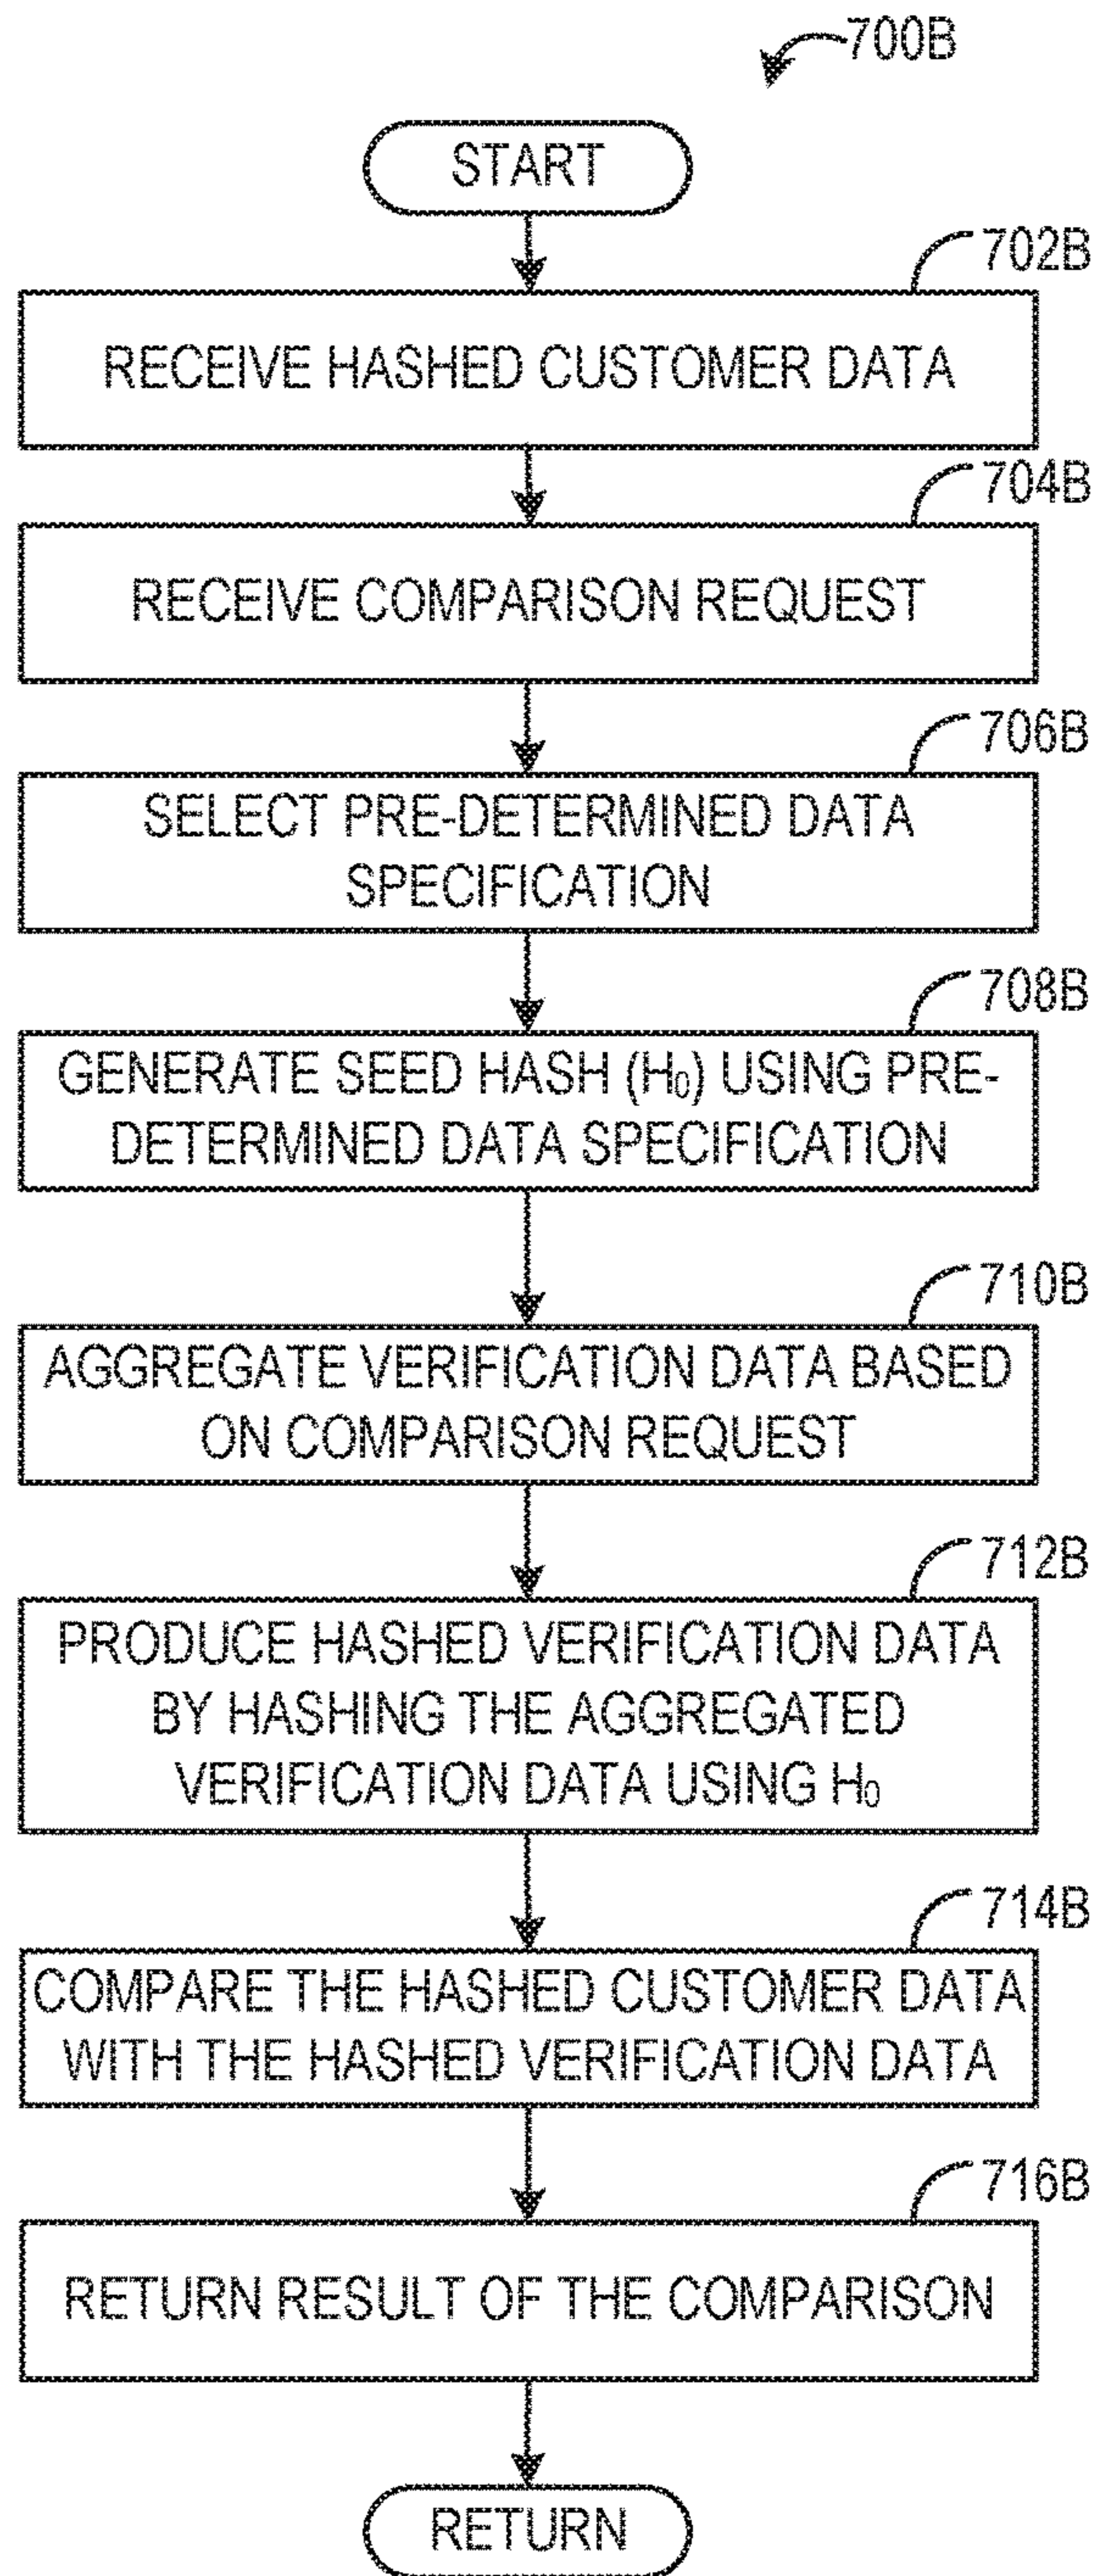 700B
START
702B
RECEIVE HASHED CUSTOMER DATA
704B
RECEIVE COMPARISON REQUEST
706B
SELECT PRE-DETERMINED DATA
SPECIFICATION
708B
GENERATE SEED HASH (H₀) USING PRE-
DETERMINED DATA SPECIFICATION
710B
AGGREGATE VERIFICATION DATA BASED
ON COMPARISON REQUEST
712B
PRODUCE HASHED VERIFICATION DATA
BY HASHING THE AGGREGATED
VERIFICATION DATA USING H₀
714B
COMPARE THE HASHED CUSTOMER DATA
WITH THE HASHED VERIFICATION DATA
716B
RETURN RESULT OF THE COMPARISON
RETURN